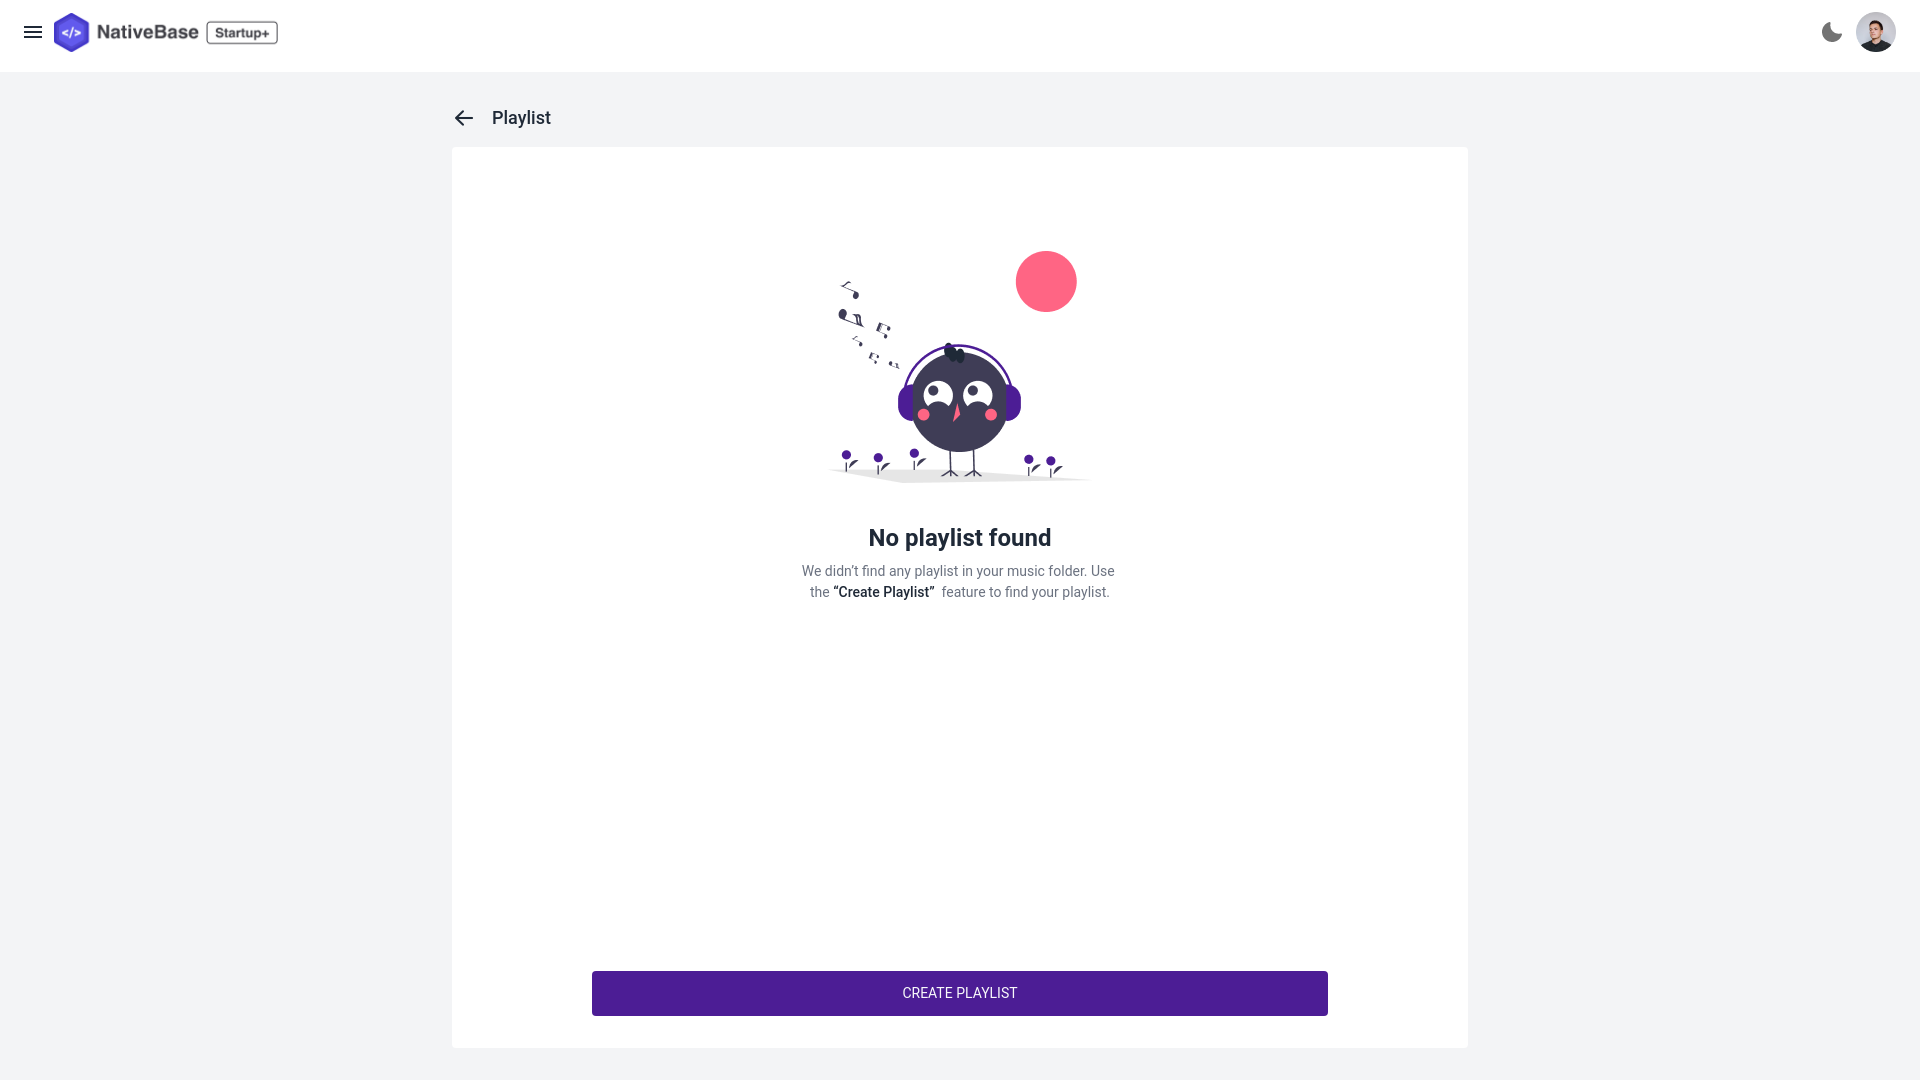 </> NativeBase Startup+
Playlist
No playlist found
We didn’t find any playlist in your music folder. Use
the “Create Playlist” feature to find your playlist.
CREATE PLAYLIST